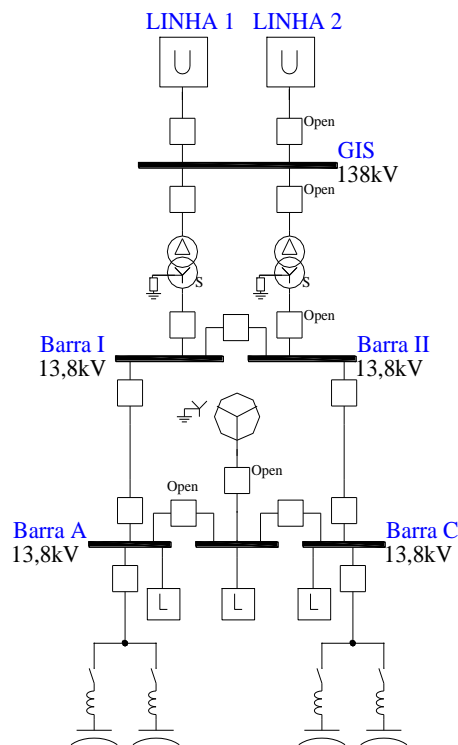 LINHA 1
LINHA 2
U
U
Open
GIS
138kV
Open
S
S
Open
Barra I
13,8kV
Barra II
13,8kV
Open
Open
Barra A
13,8kV
Barra C
13,8kV
L
L
L